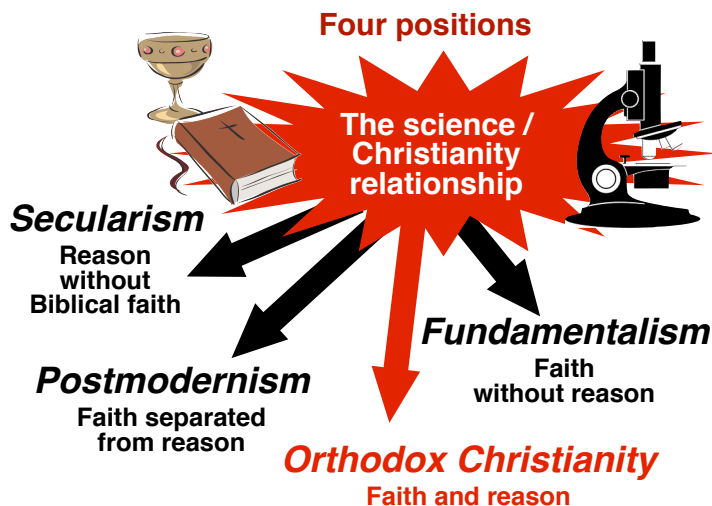 Four positions
The science /
Christianity
relationship
Secularism
Reason
without
Biblical faith
Postmodernism
Faith separated
from reason
Orthodox Christianity
Faith and reason
Fundamentalism
Faith
without reason